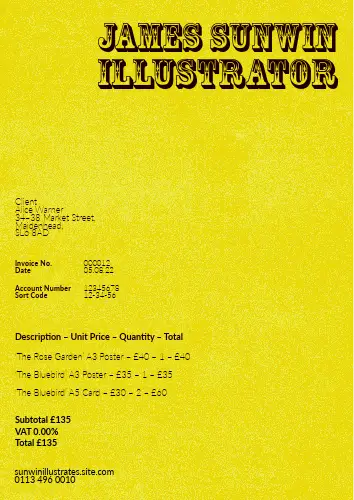 JAMES SUNWIN
ILLUSTRATOR
Client
Alice Warner
34-38 Market Street,
Maidenhead,
SL6 8AD
Invoice No. 000012
Date 05.08.22
Account Number 12345678
Sort Code 12-34-56
Description – Unit Price – Quantity – Total
'The Rose Garden' A3 Poster – £40 – 1 – £40
'The Bluebird' A3 Poster – £35 – 1 – £35
'The Bluebird' A5 Card – £30 – 2 – £60
Subtotal £135
VAT 0.00%
Total £135
sunwinillustrates.site.com
0113 496 0010